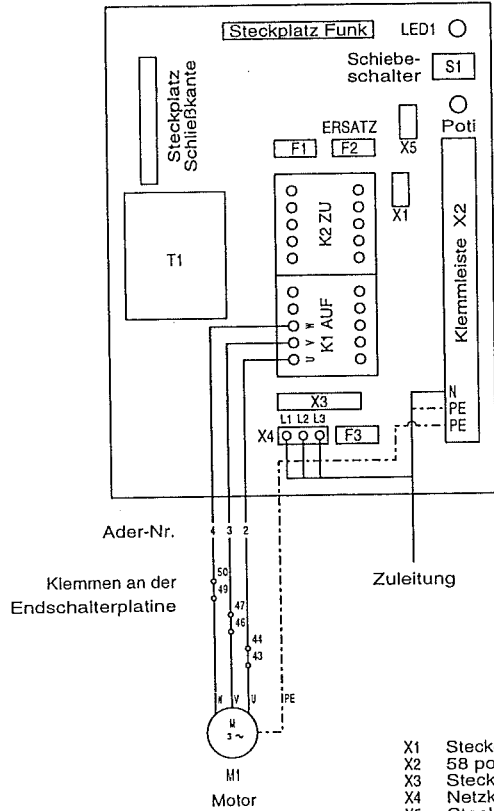 Steckplatz Funk
LED1
Schiebe-
schalter
S1
Steckplatz
Schließkante
ERSATZ
Poti
F1
F2
X5
X1
K2 ZU
T1
Klemmleiste X2
K1 AUF
W
V
U
X3
L1 L2 L3
X4
F3
N
PE
PE
Ader-Nr.
4
3
2
Zuleitung
Klemmen an der
Endschalterplatine
50
49
47
46
44
43
W
V
U
PE
M
3 ~
M1
Motor
X1 Steck
X2 58 po
X3 Steck
X4 Netzk